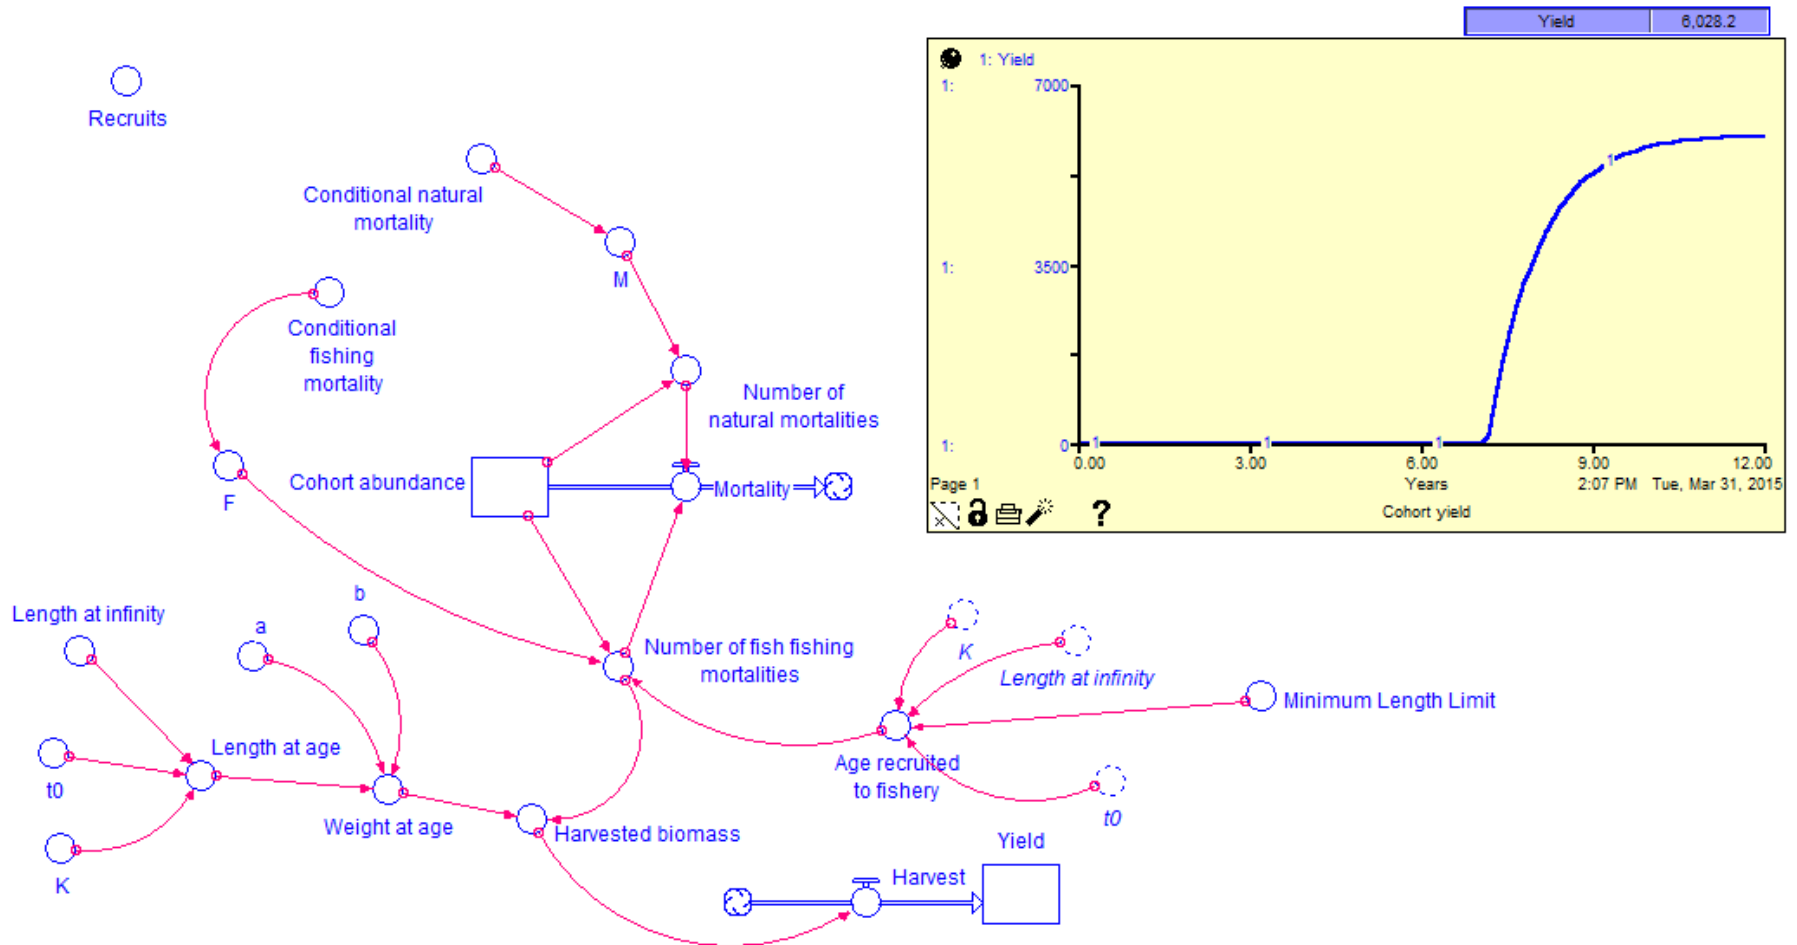 Yield 6,028.2
1: Yield
1: 7000
1: 3500
1: 0
1 1 1 1
0.00 3.00 6.00 9.00 12.00
Page 1 Years 2:07 PM Tue, Mar 31, 2015
? Cohort yield
Recruits
Conditional natural
mortality
M
Conditional
fishing
mortality
Number of
natural mortalities
Cohort abundance
Mortality
F
b
Length at infinity
a
Number of fish fishing
mortalities
K
Length at infinity
Minimum Length Limit
Length at age
Age recruited
to fishery
t0
t0
Weight at age
Harvested biomass
Yield
K
Harvest